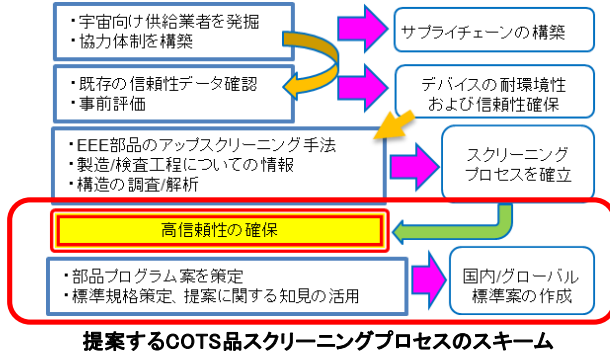 ・宇宙向け供給業者を発掘
・協力体制を構築
サプライチェーンの構築
・既存の信頼性データ確認
・事前評価
デバイスの耐環境性
および信頼性確保
・EEE部品のアップスクリーニング手法
・製造/検査工程についての情報
・構造の調査/解析
スクリーニング
プロセスを確立
高信頼性の確保
・部品プログラム案を策定
・標準規格策定、提案に関する知見の活用
国内/グローバル
標準案の作成
提案するCOTS品スクリーニングプロセスのスキーム